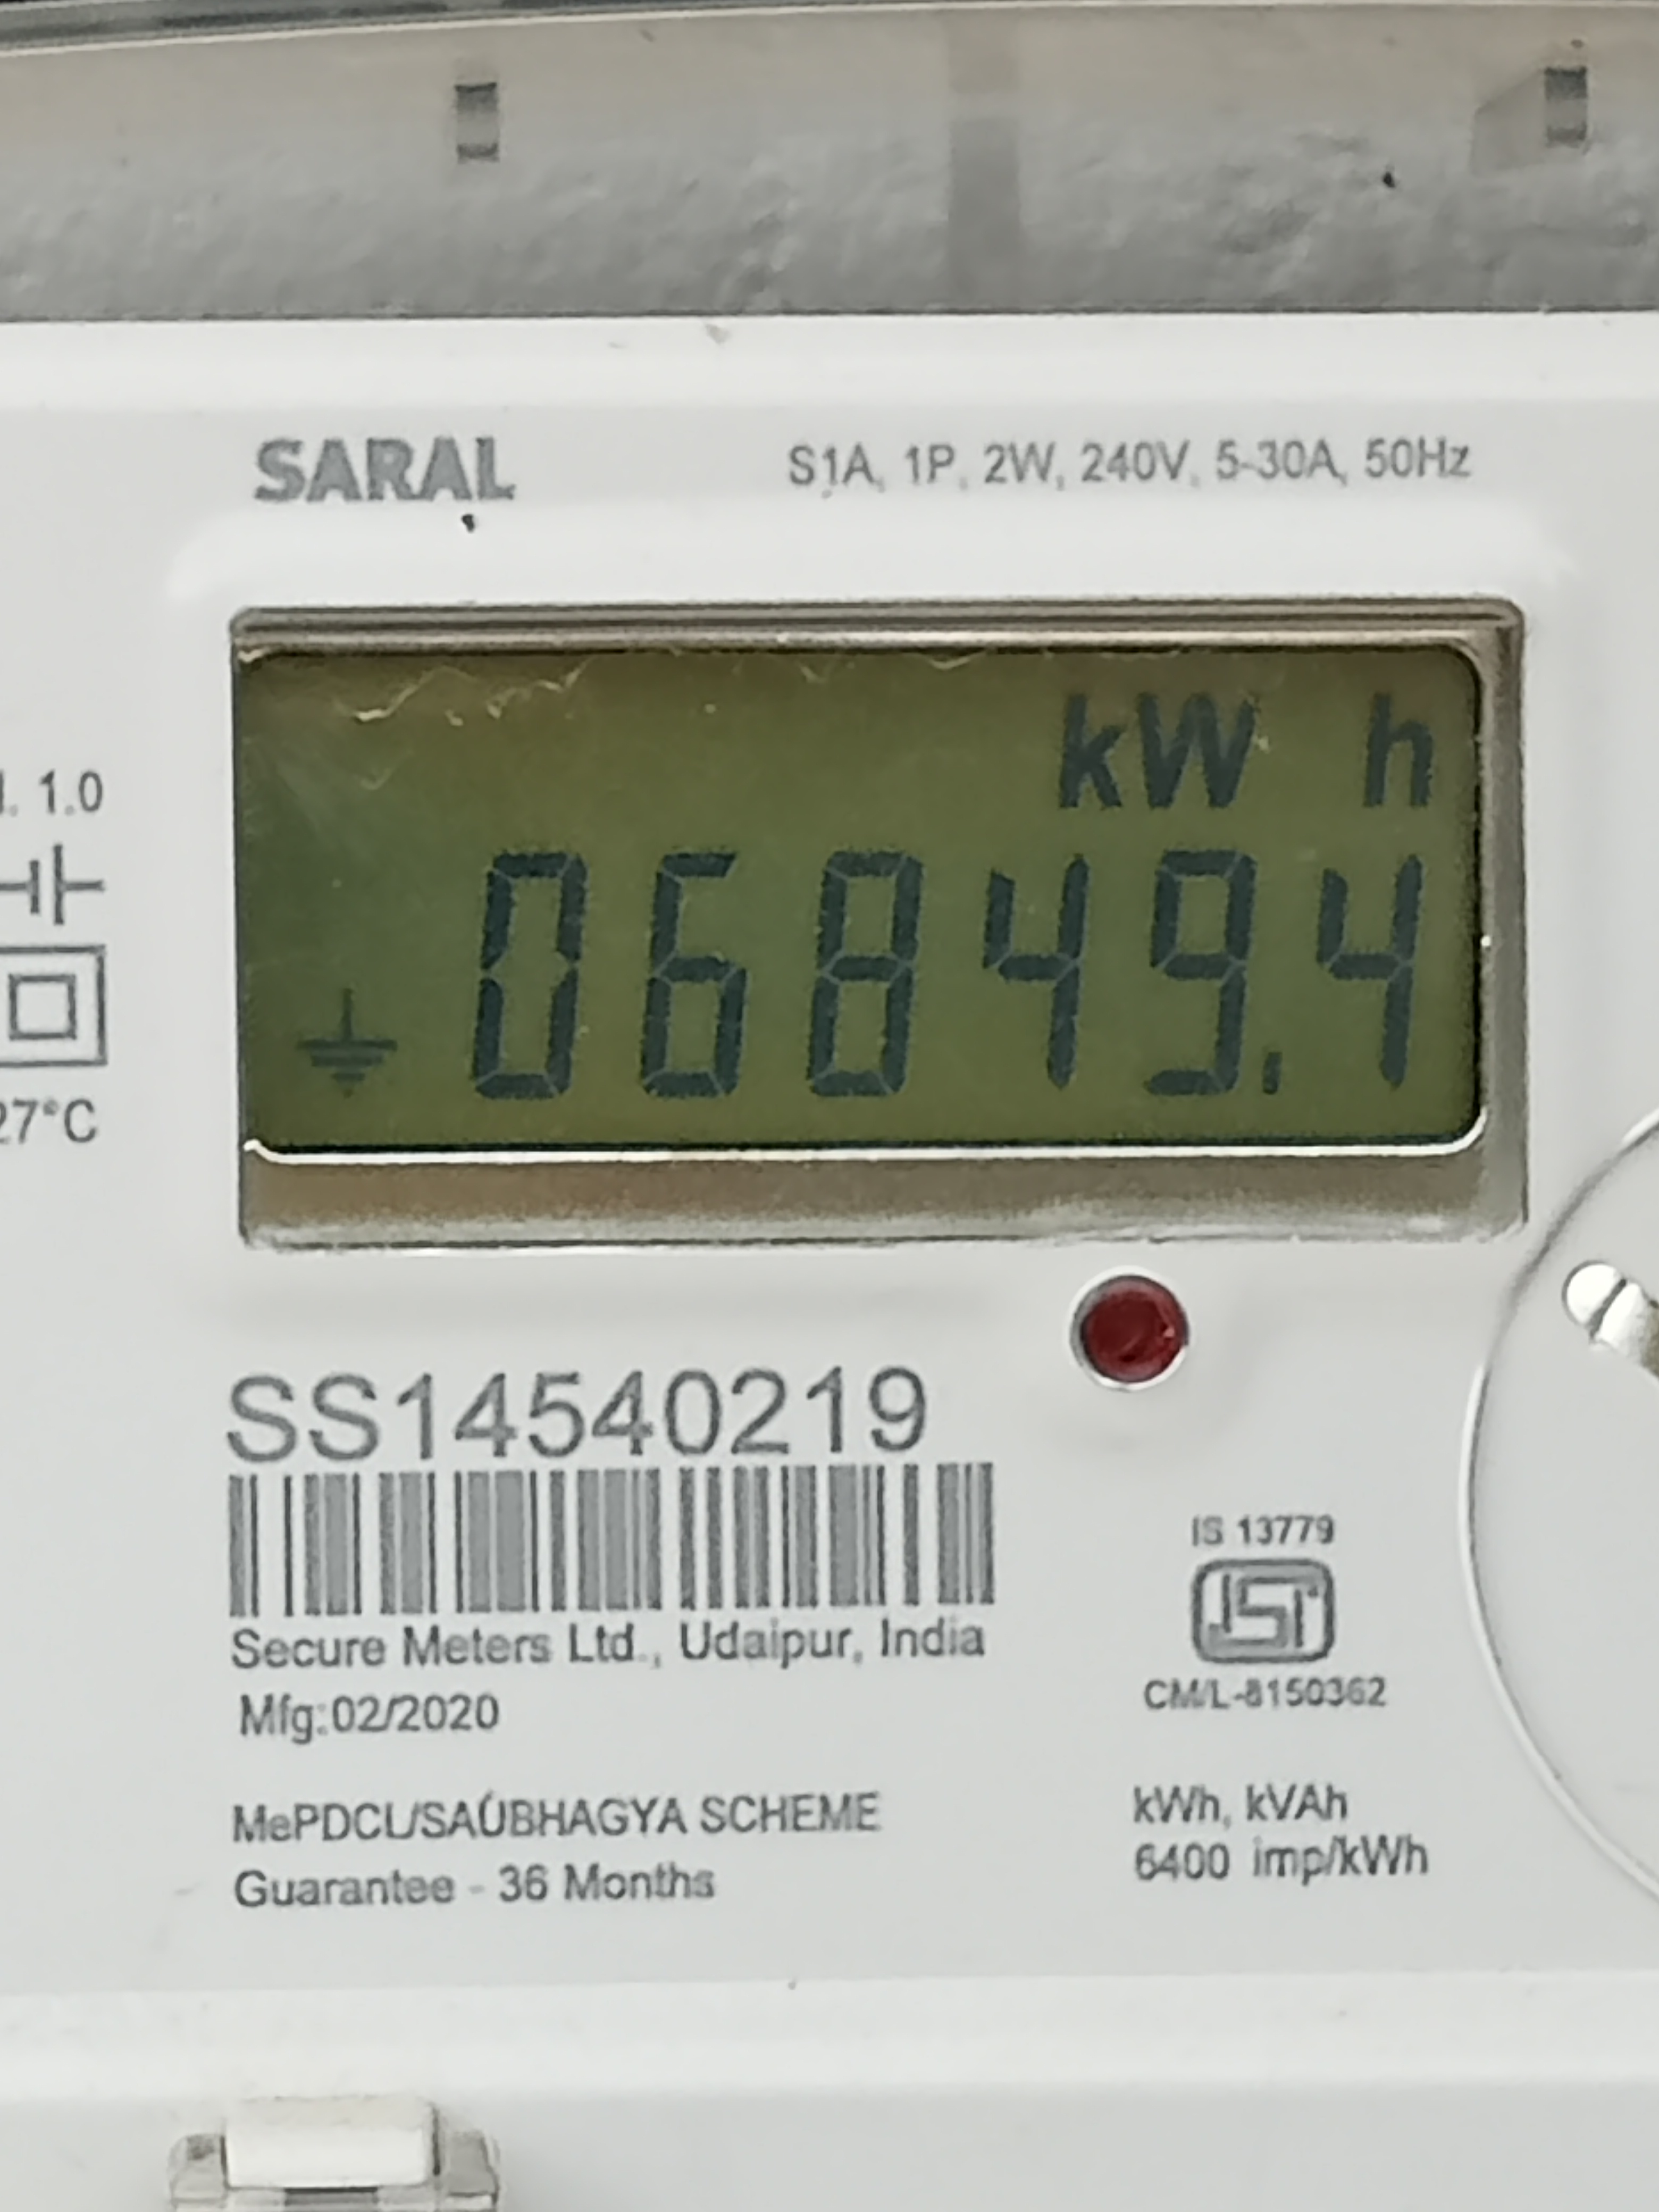 SARAL
S1A, 1P, 2W, 240V, 5-30A, 50Hz
kW h
06849.4
1.0
27°C
SS14540219
Secure Meters Ltd., Udaipur, India
Mfg:02/2020
IS 13779
ISI
CM/L-8150362
MePDCL/SAUBHAGYA SCHEME
Guarantee - 36 Months
kWh, kVAh
6400 imp/kWh